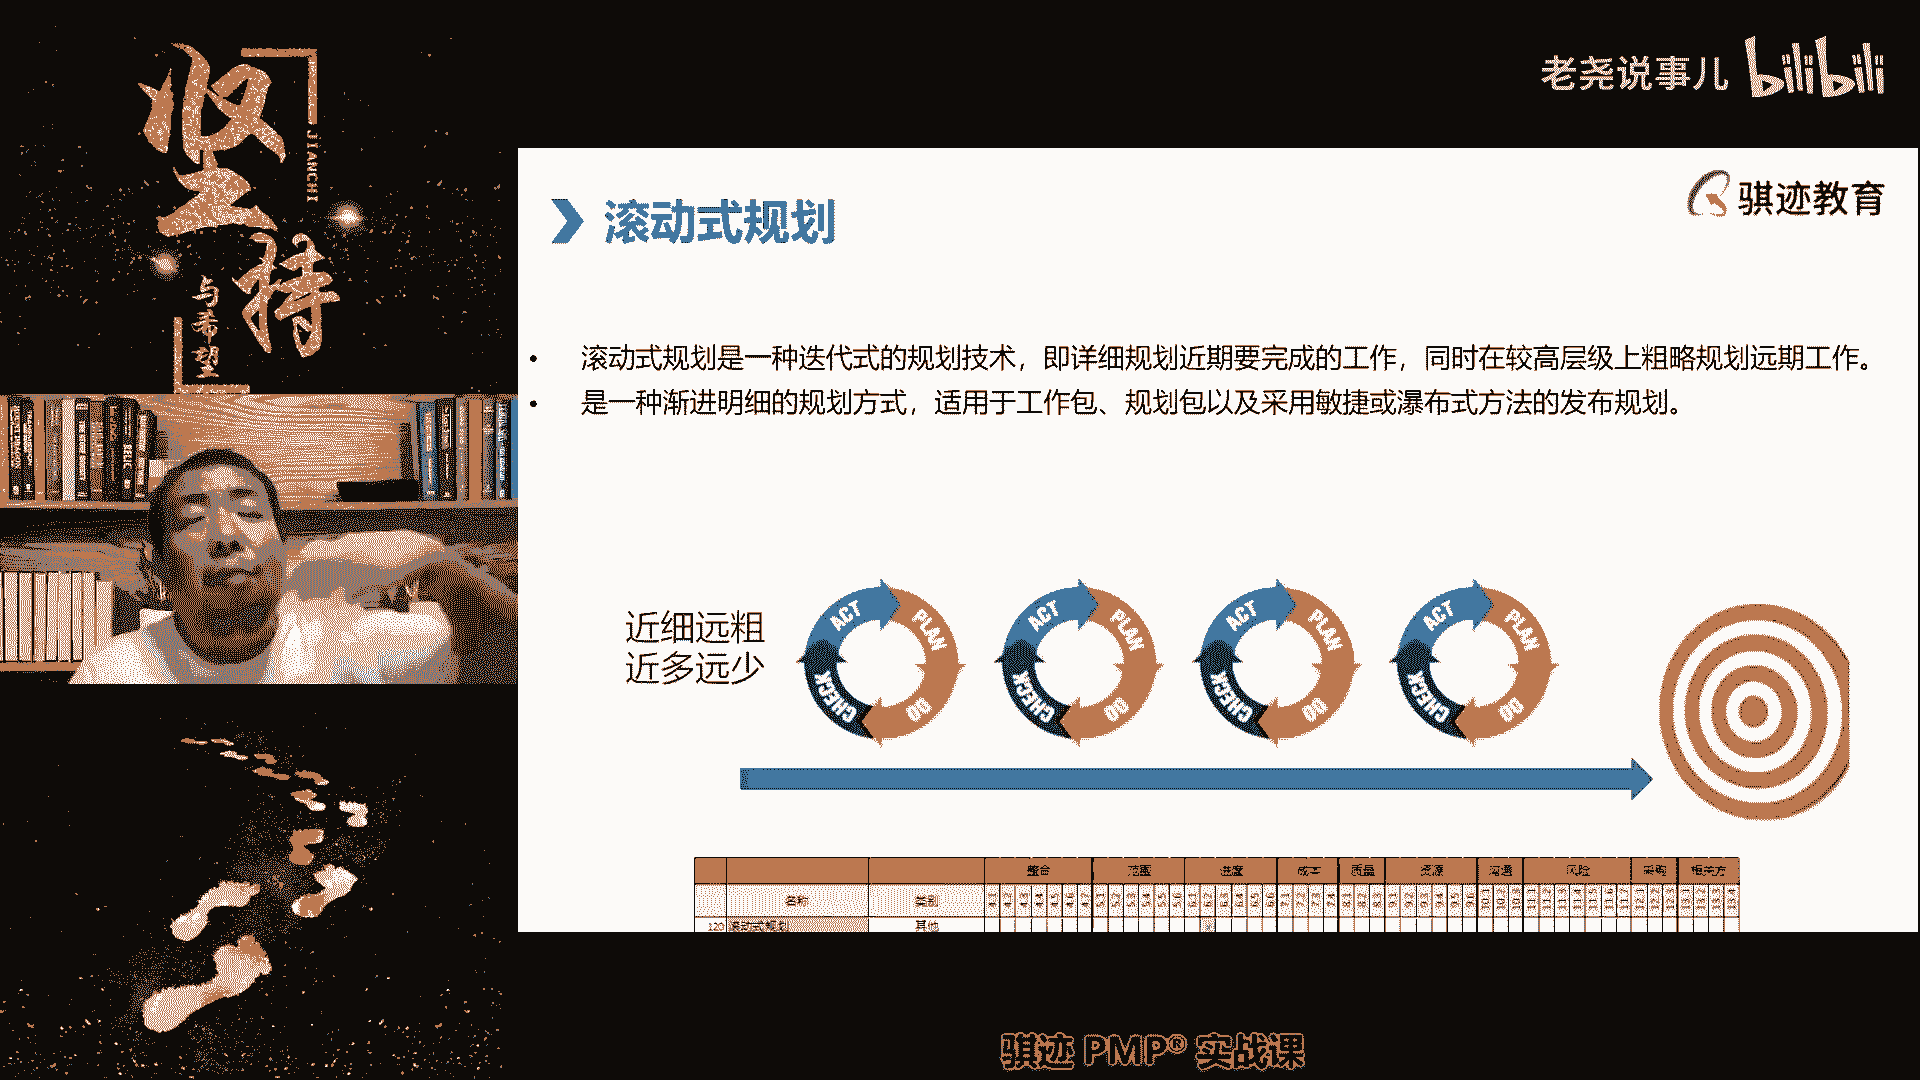 坚持
JIANCHI
与希望
老尧说事儿 bilibili
骐迹教育
滚动式规划
• 滚动式规划是一种迭代式的规划技术，即详细规划近期要完成的工作，同时在较高层级上粗略规划远期工作。
• 是一种渐进明细的规划方式，适用于工作包、规划包以及采用敏捷或瀑布式方法的发布规划。
近细远粗
近多远少
ACT PLAN DO CHECK
ACT PLAN DO CHECK
ACT PLAN DO CHECK
ACT PLAN DO CHECK
整合 范围 进度 成本 质量 资源 沟通 风险 采购 相关方
名称 类别
120 滚动式规划 其他
骐迹 PMP® 实战课